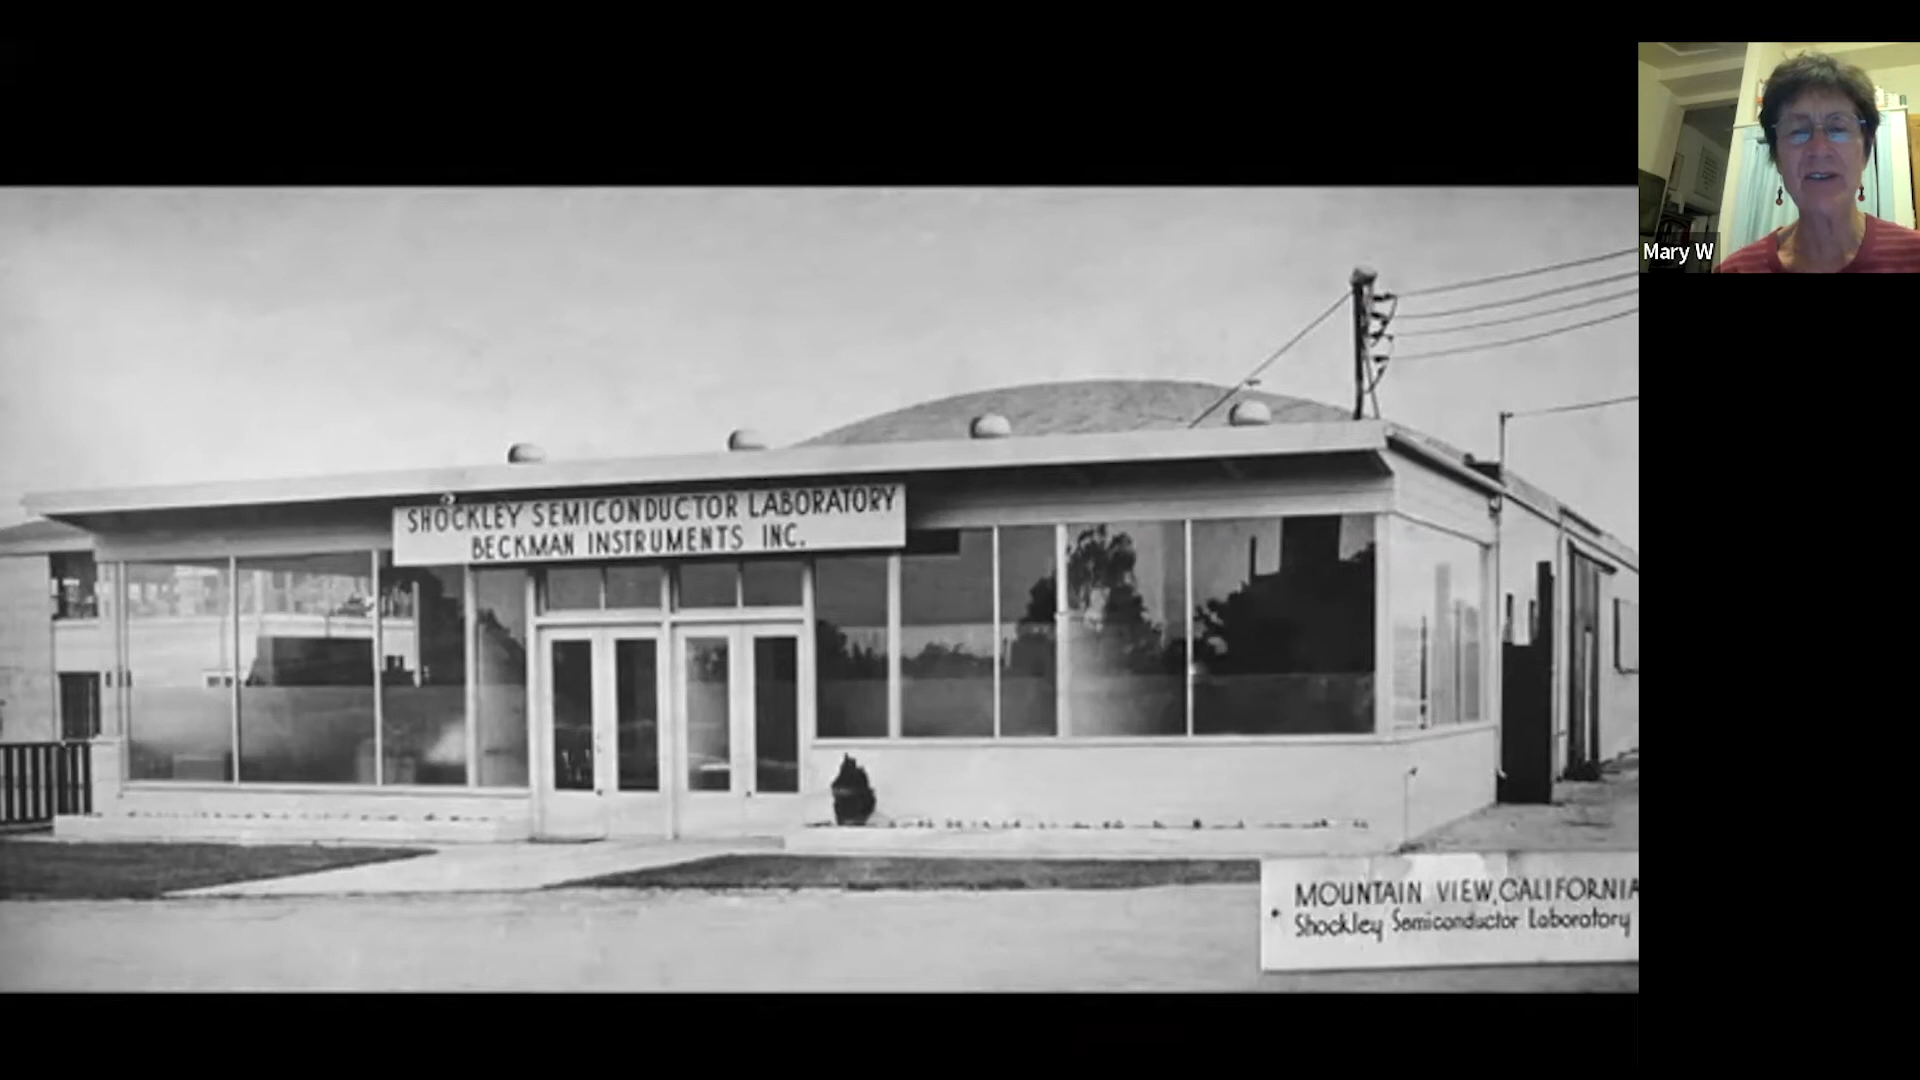 SHOCKLEY SEMICONDUCTOR LABORATORY
BECKMAN INSTRUMENTS INC.
MOUNTAIN VIEW, CALIFORNIA
Shockley Semiconductor Laboratory
Mary W